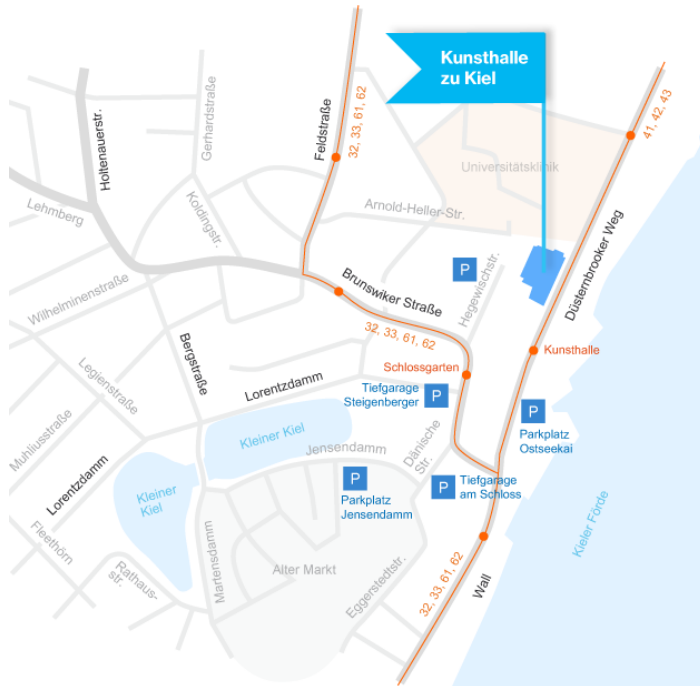 Kunsthalle
zu Kiel
41, 42, 43
32, 33, 61, 62
Feldstraße
Gerhardstraße
Holtenauerstr.
Universitätsklinik
Lehmberg
Koldingstr.
Arnold-Heller-Str.
Düsternbrooker Weg
P
Hegewischstr.
Brunswiker Straße
Wilhelminenstraße
32, 33, 61, 62
Kunsthalle
Bergstraße
Schlossgarten
Legienstraße
Lorentzdamm
Tiefgarage
Steigenberger
P
P
Parkplatz
Ostseekai
Muhliusstraße
Kleiner Kiel
Jensendamm
Dänische
Str.
Lorentzdamm
Kleiner
Kiel
P
Parkplatz
Jensendamm
P
Tiefgarage
am Schloss
Kieler Förde
Fleethörn
Rathaus-
str.
Martensdamm
Alter Markt
Eggerstedtstr.
32, 33, 61, 62
Wall